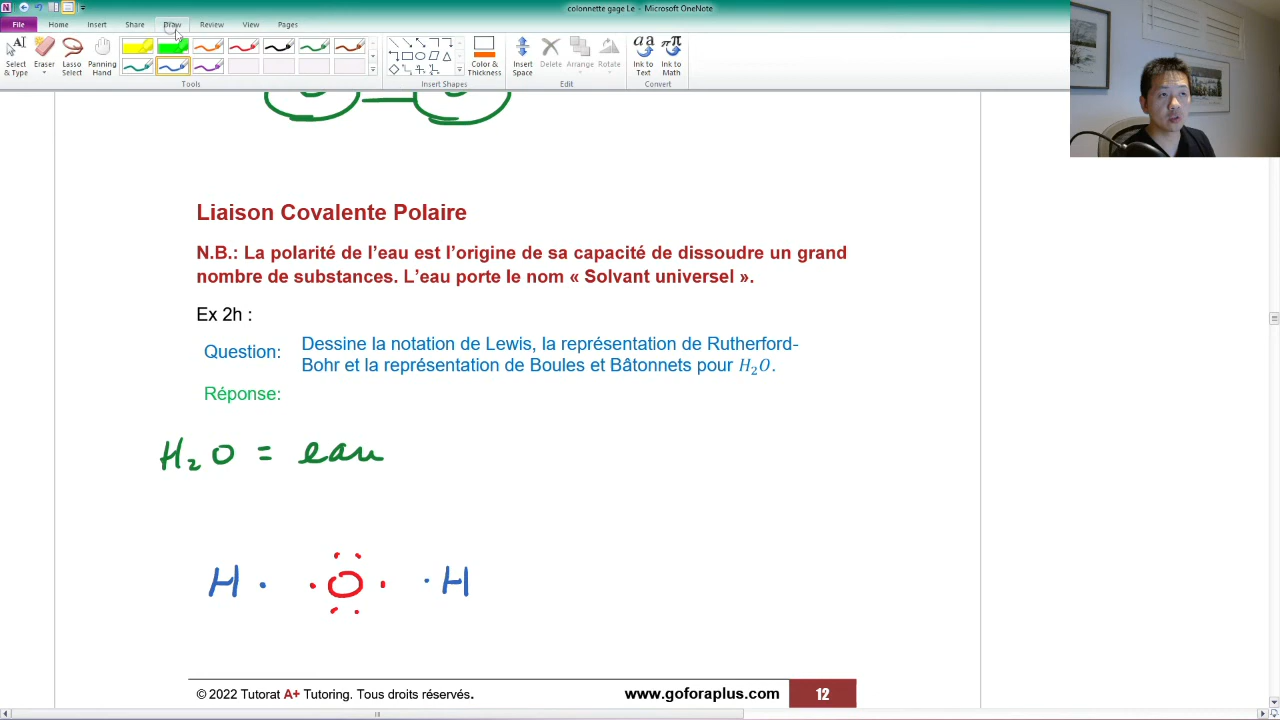 colonnette gage Le - Microsoft OneNote
File Home Insert Share Draw Review View Pages
Select & Type Eraser Lasso Select Panning Hand Color & Thickness Insert Space Delete Arrange Rotate Ink to Text Ink to Math
Tools Insert Shapes Edit Convert
Liaison Covalente Polaire
N.B.: La polarité de l’eau est l’origine de sa capacité de dissoudre un grand
nombre de substances. L’eau porte le nom « Solvant universel ».
Ex 2h :
Question: Dessine la notation de Lewis, la représentation de Rutherford-
Bohr et la représentation de Boules et Bâtonnets pour H₂O.
Réponse:
H₂O = eau
H · · O · · H
© 2022 Tutorat A+ Tutoring. Tous droits réservés. www.goforaplus.com 12